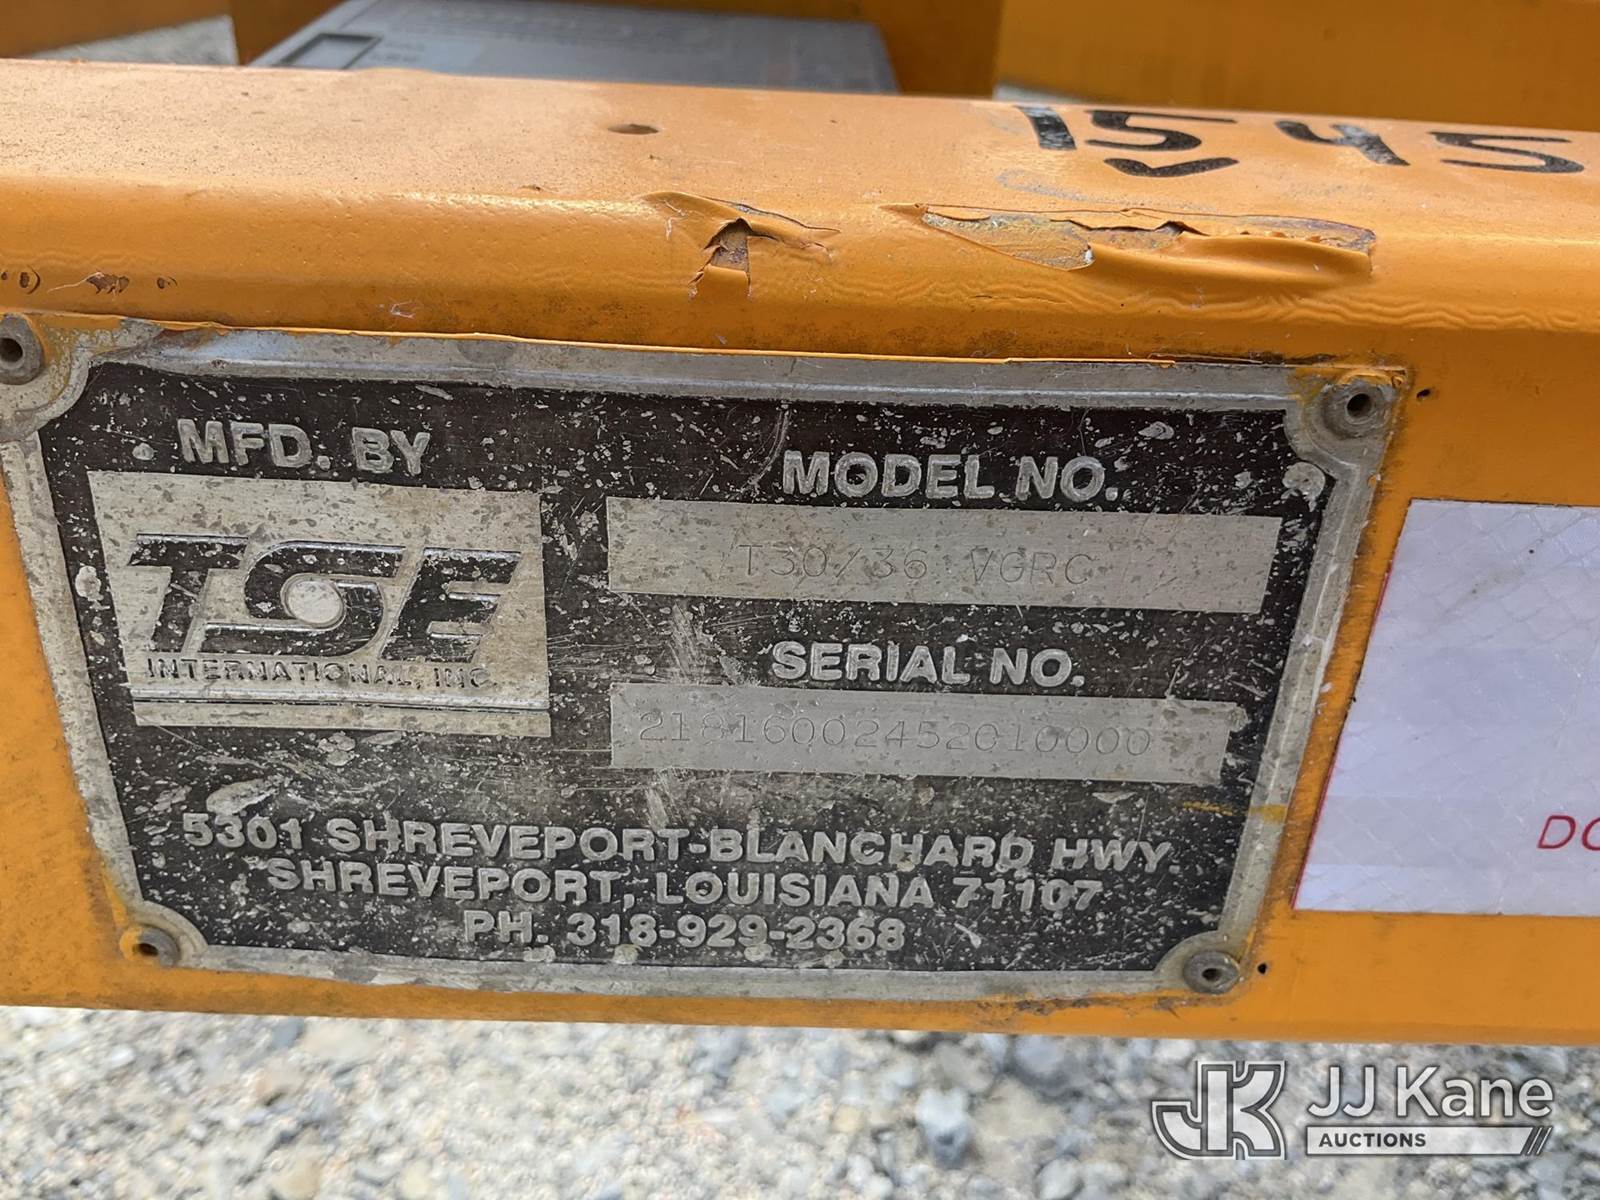 1545
MFD. BY
TSE
INTERNATIONAL, INC.
MODEL NO.
T30/36 VGRC
SERIAL NO.
21816002452010000
5301 SHREVEPORT-BLANCHARD HWY.
SHREVEPORT, LOUISIANA 71107
PH. 318-929-2368
DO
JK JJ Kane
AUCTIONS